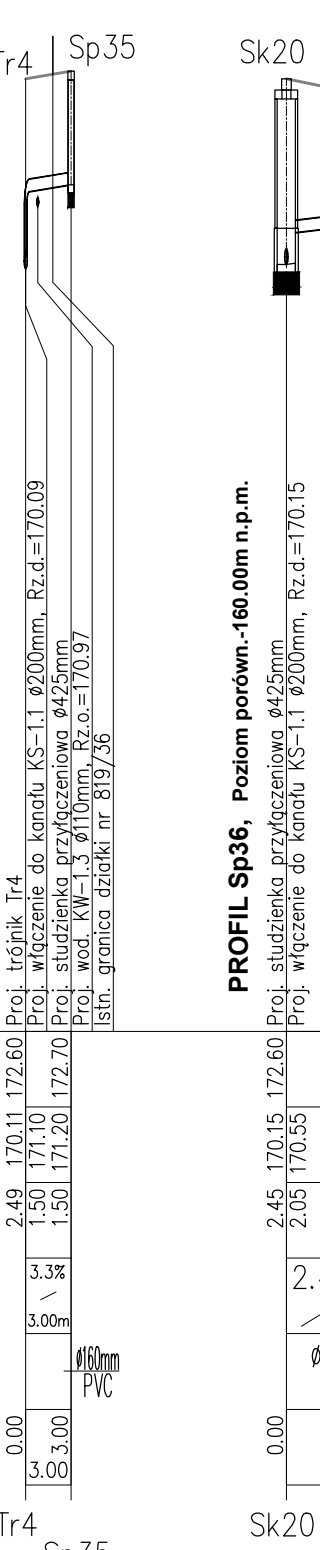 Tr4
Sp35
Sk20
Proj. trójnik Tr4
Proj. włączenie do kanału KS-1.1 ø200mm, Rz.d.=170.09
Proj. studzienka przyłączeniowa ø425mm
Proj. wod. KW-1.3 ø110mm, Rz.o.=170.97
Istn. granica działki nr 819/36
PROFIL Sp36, Poziom porówn.-160.00m n.p.m.
Proj. studzienka przyłączeniowa ø425mm
Proj. włączenie do kanału KS-1.1 ø200mm, Rz.d.=170.15
172.60
172.70
172.60
170.11
171.10
171.20
170.15
170.55
2.49
1.50
1.50
2.45
2.05
3.3%
/
3.00m
2.
ø160mm
PVC
ø
0.00
3.00
3.00
0.00
Tr4
Sp35
Sk20